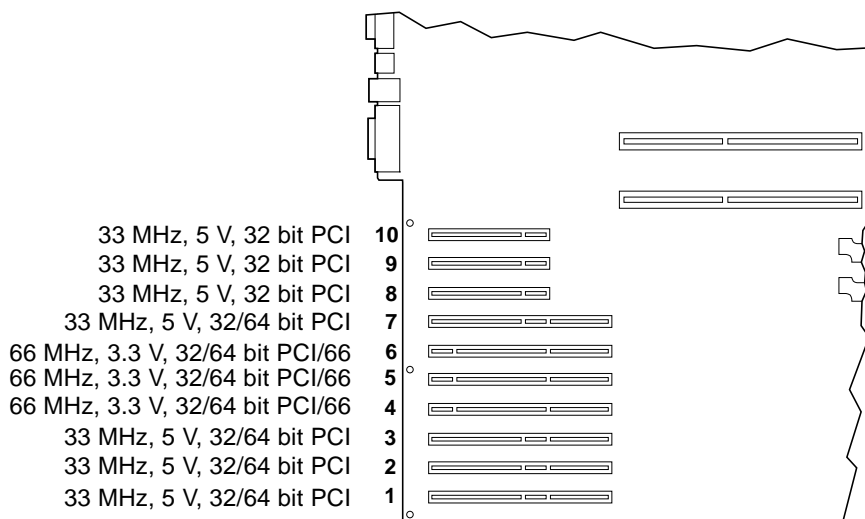 33 MHz, 5 V, 32 bit PCI 10
33 MHz, 5 V, 32 bit PCI 9
33 MHz, 5 V, 32 bit PCI 8
33 MHz, 5 V, 32/64 bit PCI 7
66 MHz, 3.3 V, 32/64 bit PCI/66 6
66 MHz, 3.3 V, 32/64 bit PCI/66 5
66 MHz, 3.3 V, 32/64 bit PCI/66 4
33 MHz, 5 V, 32/64 bit PCI 3
33 MHz, 5 V, 32/64 bit PCI 2
33 MHz, 5 V, 32/64 bit PCI 1